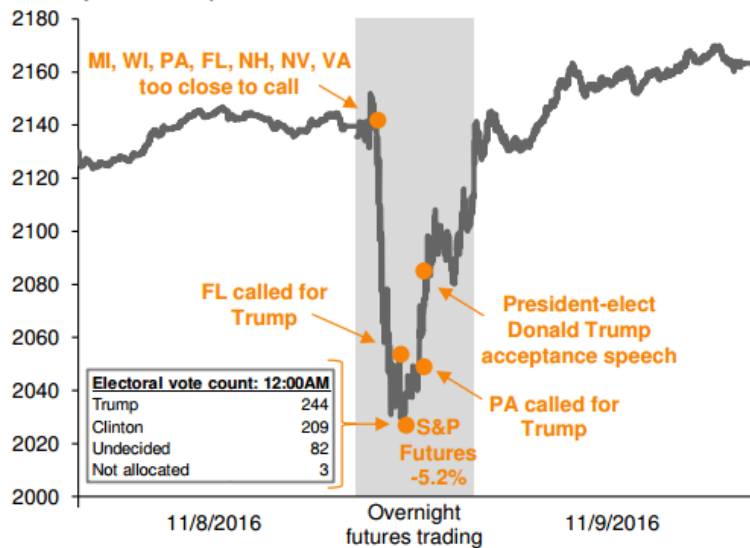 2180
2160
2140
2120
2100
2080
2060
2040
2020
2000
MI, WI, PA, FL, NH, NV, VA
too close to call
FL called for
Trump
President-elect
Donald Trump
acceptance speech
PA called for
Trump
S&P
Futures
-5.2%
Electoral vote count: 12:00AM
Trump 244
Clinton 209
Undecided 82
Not allocated 3
11/8/2016
Overnight
futures trading
11/9/2016